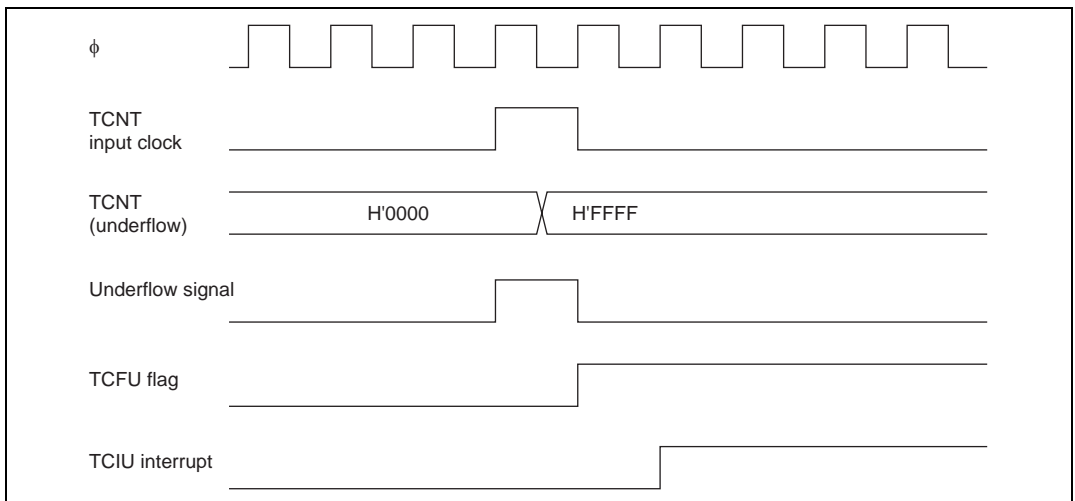 ϕ
TCNT
input clock
TCNT
(underflow)
H'0000
H'FFFF
Underflow signal
TCFU flag
TCIU interrupt